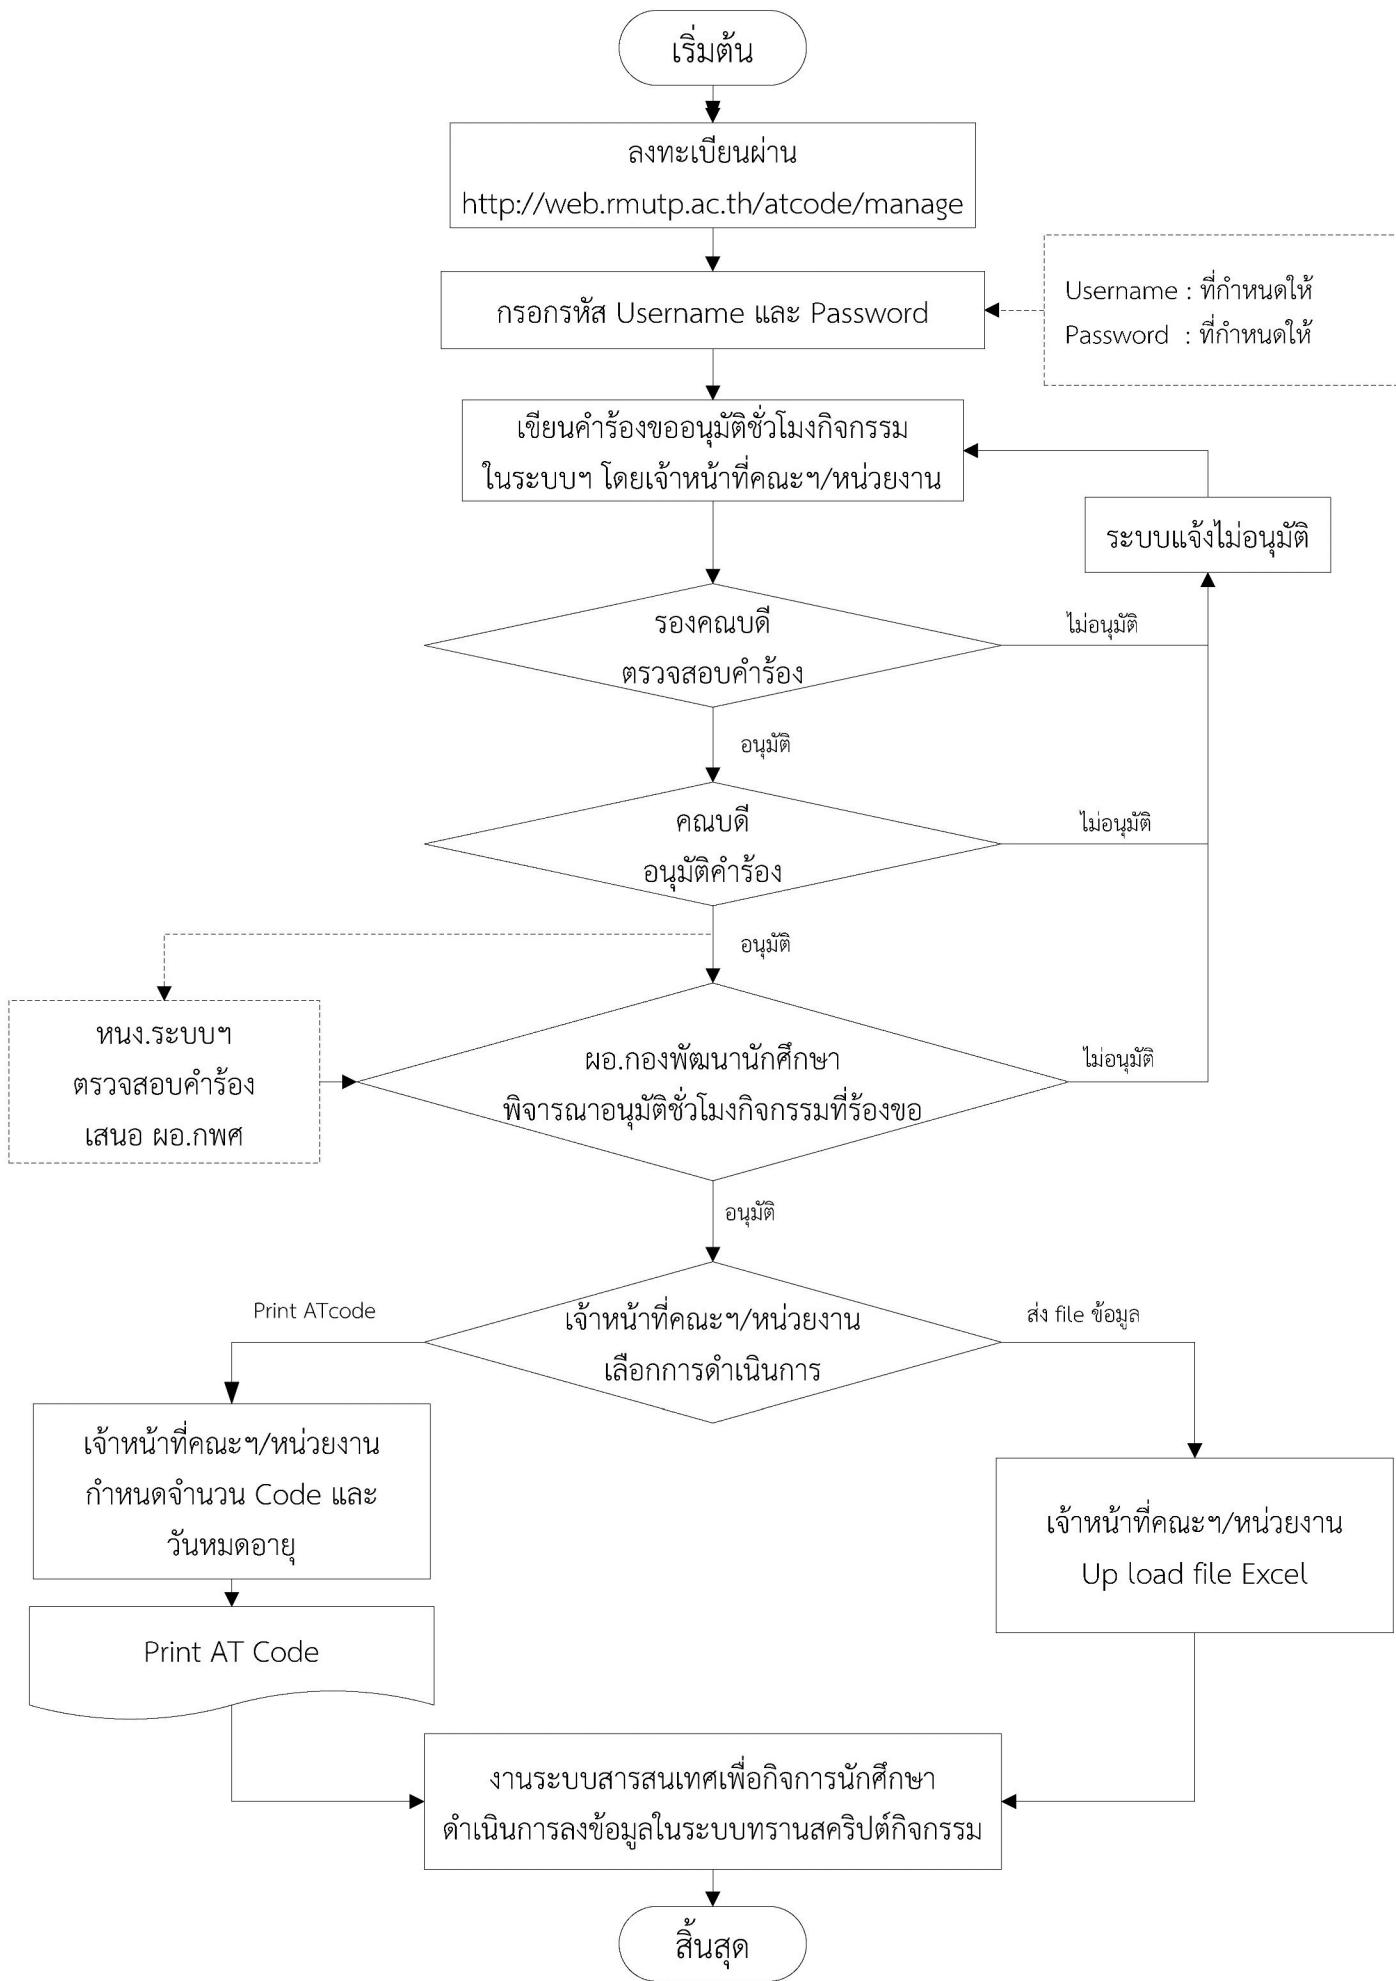 เริ่มต้น
ลงทะเบียนผ่าน
http://web.rmutp.ac.th/atcode/manage
กรอกรหัส Username และ Password
Username : ที่กำหนดให้
Password : ที่กำหนดให้
เขียนคำร้องขออนุมัติชั่วโมงกิจกรรม
ในระบบฯ โดยเจ้าหน้าที่คณะฯ/หน่วยงาน
ระบบแจ้งไม่อนุมัติ
รองคณบดี
ตรวจสอบคำร้อง
ไม่อนุมัติ
อนุมัติ
คณบดี
อนุมัติคำร้อง
ไม่อนุมัติ
อนุมัติ
หนง.ระบบฯ
ตรวจสอบคำร้อง
เสนอ ผอ.กพศ
ผอ.กองพัฒนานักศึกษา
พิจารณาอนุมัติชั่วโมงกิจกรรมที่ร้องขอ
ไม่อนุมัติ
อนุมัติ
Print ATcode
เจ้าหน้าที่คณะฯ/หน่วยงาน
เลือกการดำเนินการ
ส่ง file ข้อมูล
เจ้าหน้าที่คณะฯ/หน่วยงาน
กำหนดจำนวน Code และ
วันหมดอายุ
เจ้าหน้าที่คณะฯ/หน่วยงาน
Up load file Excel
Print AT Code
งานระบบสารสนเทศเพื่อกิจการนักศึกษา
ดำเนินการลงข้อมูลในระบบทรานสคริปต์กิจกรรม
สิ้นสุด